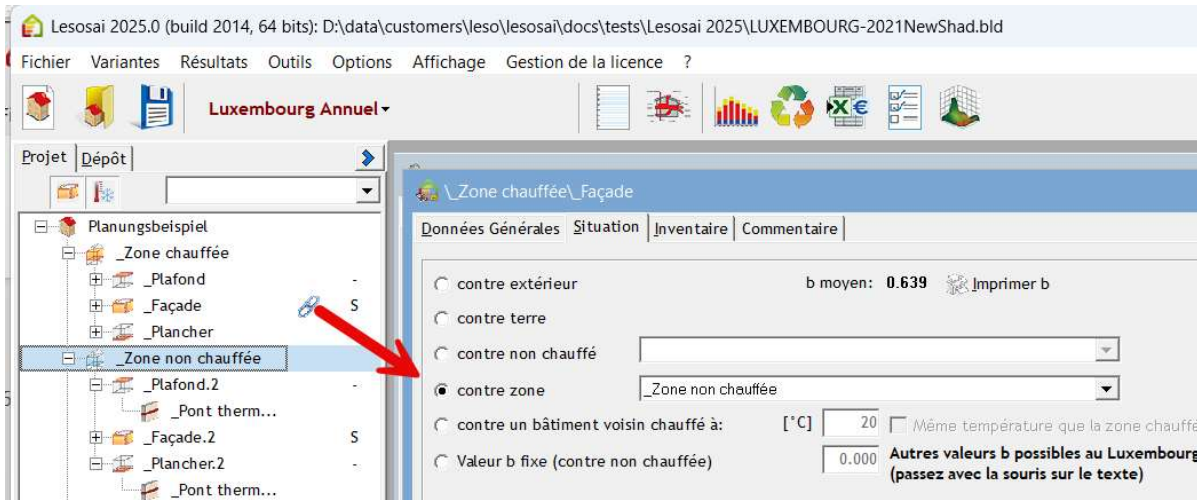 Lesosai 2025.0 (build 2014, 64 bits): D:\data\customers\leso\lesosai\docs\tests\Lesosai 2025\LUXEMBOURG-2021NewShad.bld
Fichier Variantes Résultats Outils Options Affichage Gestion de la licence ?
Luxembourg Annuel
Projet Dépôt
\_Zone chauffée\_Façade
Planungsbeispiel
Données Générales Situation Inventaire Commentaire
_Zone chauffée
_Plafond -
contre extérieur b moyen: 0.639 Imprimer b
_Façade S
contre terre
_Plancher
contre non chauffé
_Zone non chauffée
_Plafond.2 -
contre zone _Zone non chauffée
_Pont therm...
contre un bâtiment voisin chauffé à: [°C] 20 Même température que la zone chauffé
_Façade.2 S
Valeur b fixe (contre non chauffée) 0.000 Autres valeurs b possibles au Luxembourg
_Plancher.2 -
(passez avec la souris sur le texte)
_Pont therm...